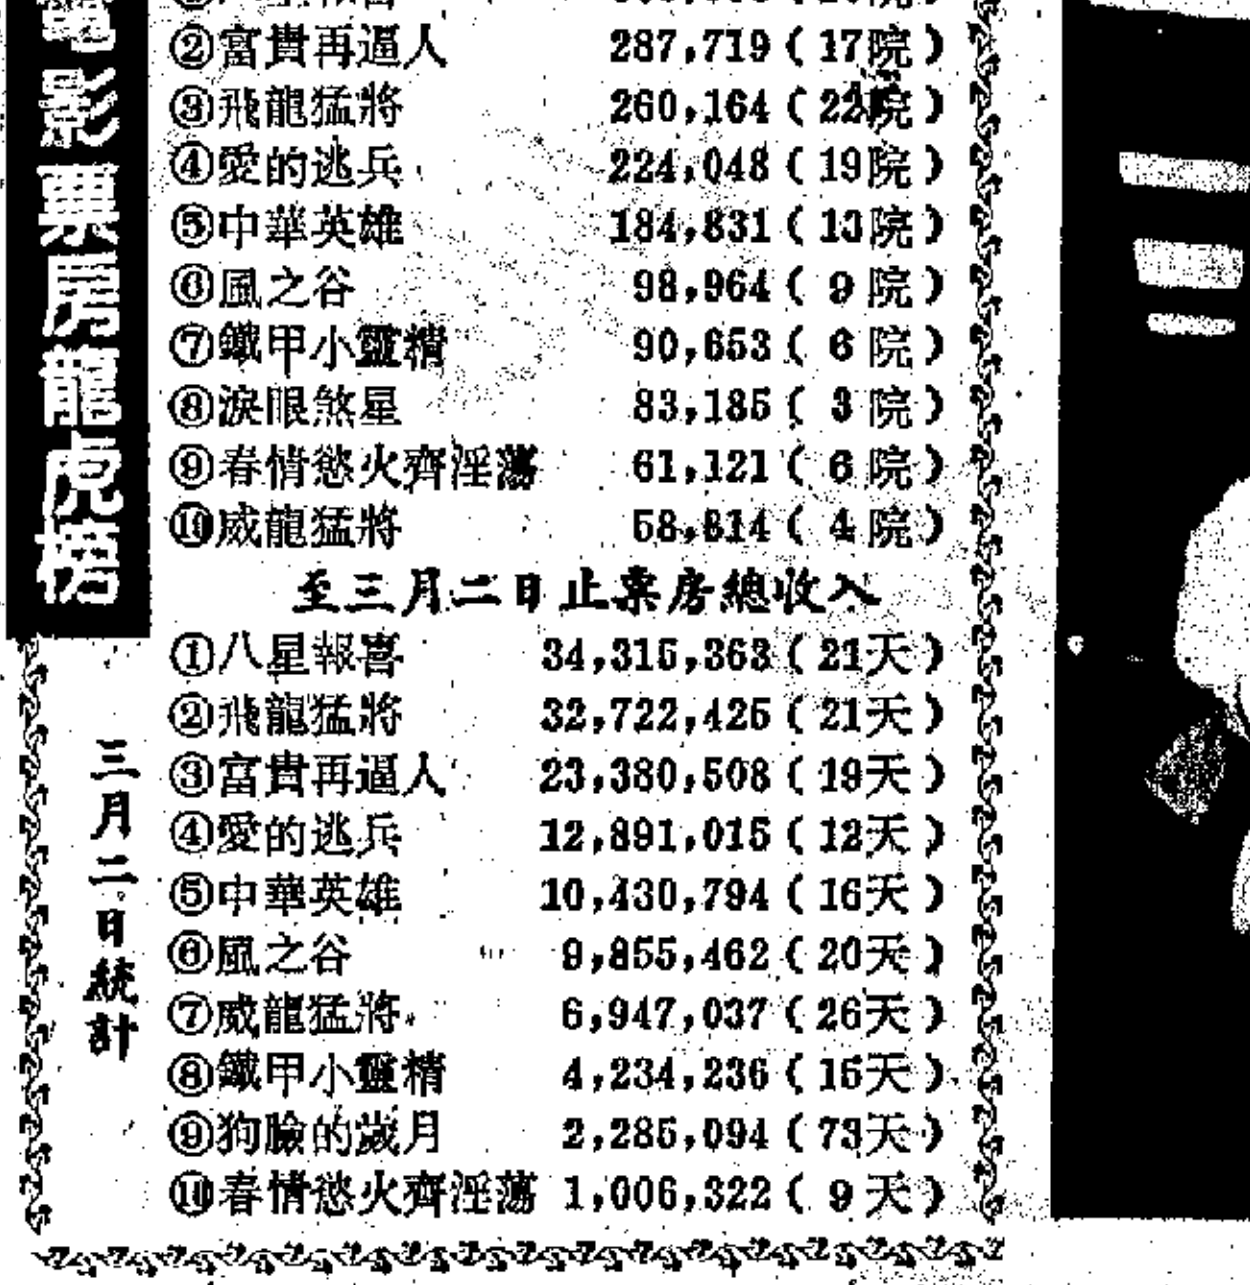 電影票房龍虎榜
②富貴再逼人 287,719（17院）
③飛龍猛將 260,164（22院）
④愛的逃兵 224,048（19院）
⑤中華英雄 184,831（13院）
⑥風之谷 98,964（9院）
⑦鐵甲小靈精 90,653（6院）
⑧淚眼煞星 83,185（3院）
⑨春情慾火齊淫蕩 61,121（6院）
⑩威龍猛將 58,814（4院）
至三月二日止票房總收入
①八星報喜 34,315,363（21天）
②飛龍猛將 32,722,425（21天）
③富貴再逼人 23,380,508（19天）
④愛的逃兵 12,891,015（12天）
⑤中華英雄 10,430,794（16天）
⑥風之谷 9,855,462（20天）
⑦威龍猛將 6,947,037（26天）
⑧鐵甲小靈精 4,234,236（15天）
⑨狗臉的歲月 2,285,094（73天）
⑩春情慾火齊淫蕩 1,006,322（9天）
三月二日統計